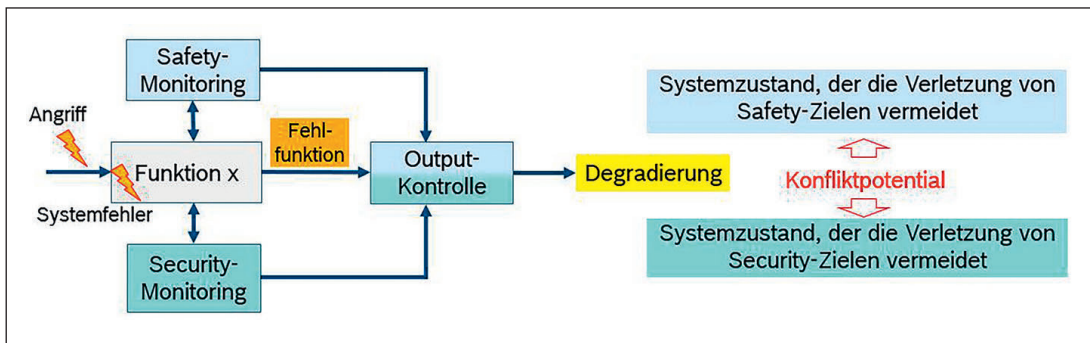 Safety-
Monitoring
Angriff
Fehl-
funktion
Funktion x
Systemfehler
Output-
Kontrolle
Degradierung
Security-
Monitoring
Systemzustand, der die Verletzung von
Safety-Zielen vermeidet
Konfliktpotential
Systemzustand, der die Verletzung von
Security-Zielen vermeidet